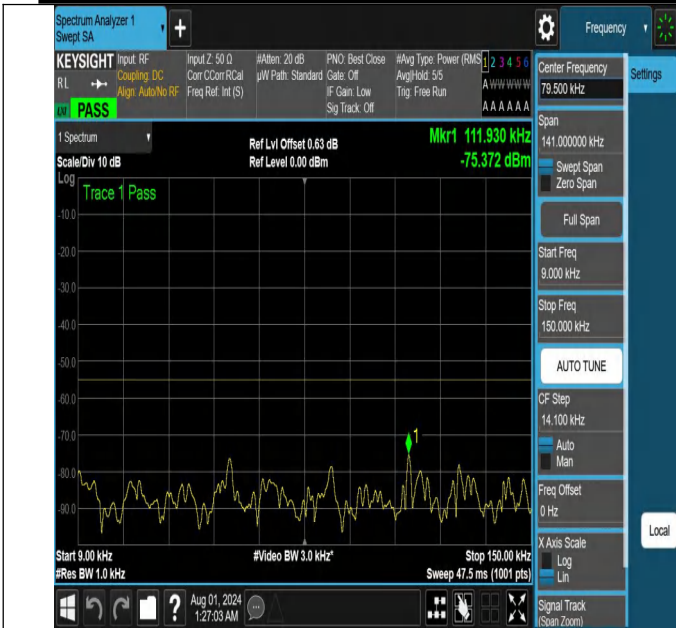 Spectrum Analyzer 1
Swept SA
+
Frequency
KEYSIGHT
RL
PASS
Input: RF
Coupling: DC
Align: Auto/No RF
Input Z: 50 Ω
Corr CCorr RCal
Freq Ref: Int (S)
#Atten: 20 dB
µW Path: Standard
PNO: Best Close
Gate: Off
IF Gain: Low
Sig Track: Off
#Avg Type: Power (RMS
Avg|Hold: 5/5
Trig: Free Run
1 2 3 4 5 6
A W W W W W
A A A A A A
1 Spectrum
Scale/Div 10 dB
Ref Lvl Offset 0.63 dB
Ref Level 0.00 dBm
Mkr1 111.930 kHz
-75.372 dBm
Log
Trace 1 Pass
-10.0
-20.0
-30.0
-40.0
-50.0
-60.0
-70.0
-80.0
-90.0
1
Start 9.00 kHz
#Res BW 1.0 kHz
#Video BW 3.0 kHz*
Stop 150.00 kHz
Sweep 47.5 ms (1001 pts)
Center Frequency
79.500 kHz
Settings
Span
141.000000 kHz
Swept Span
Zero Span
Full Span
Start Freq
9.000 kHz
Stop Freq
150.000 kHz
AUTO TUNE
CF Step
14.100 kHz
Auto
Man
Freq Offset
0 Hz
X Axis Scale
Log
Lin
Local
Signal Track
(Span Zoom)
?
Aug 01, 2024
1:27:03 AM